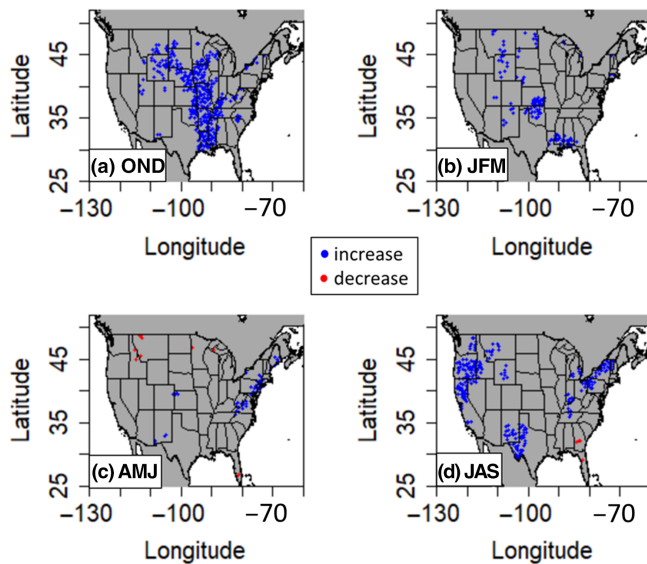 Latitude
45
35
25
(a) OND
−130
−100
−70
Longitude
Latitude
45
35
25
(b) JFM
−130
−100
−70
Longitude
increase
decrease
Latitude
45
35
25
(c) AMJ
−130
−100
−70
Longitude
Latitude
45
35
25
(d) JAS
−130
−100
−70
Longitude